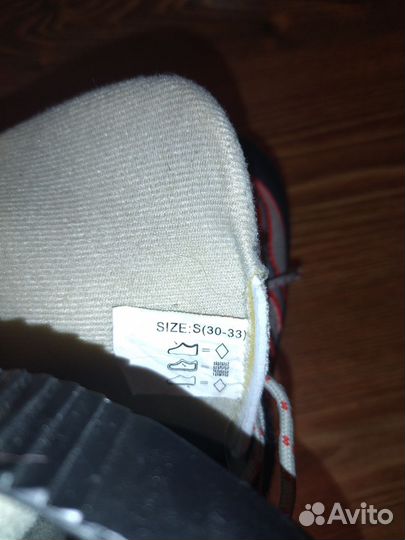 SIZE:S(30-33)
=
=
=
Avito